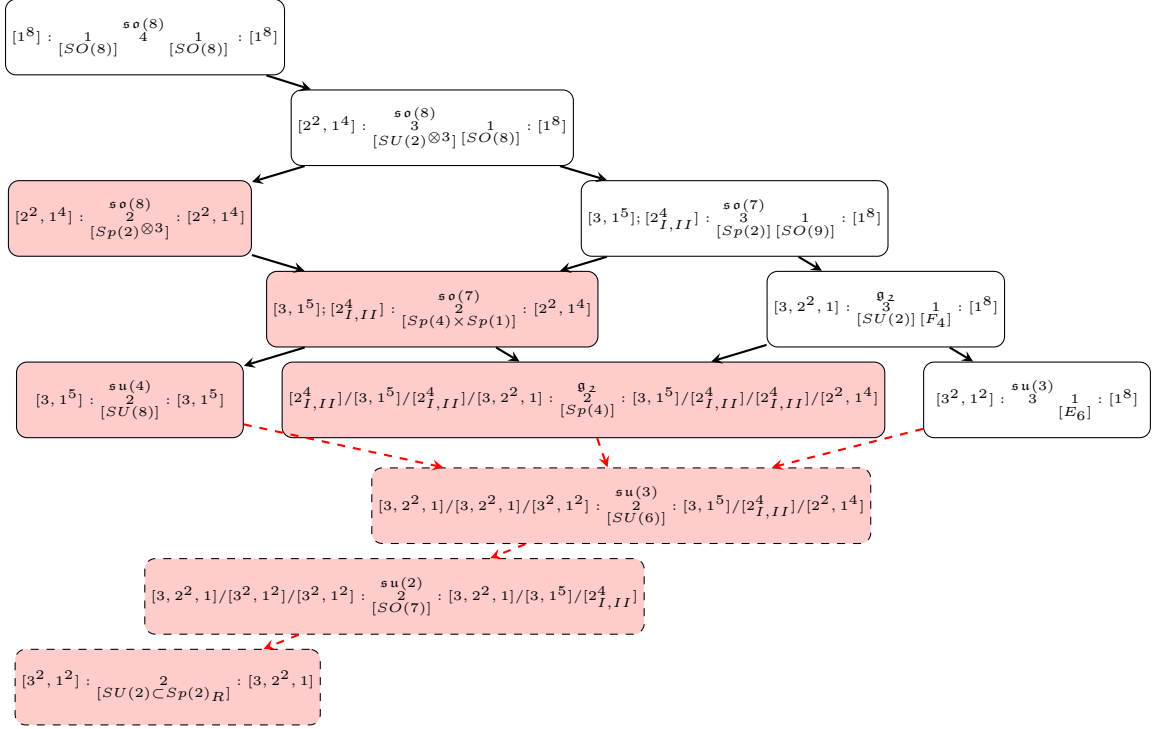 𝔰𝔬(8)
[1^8] : 1 4 1 : [1^8]
[SO(8)] [SO(8)]
𝔰𝔬(8)
[2^2, 1^4] : 3 1 : [1^8]
[SU(2)^{⊗3}] [SO(8)]
𝔰𝔬(8)
[2^2, 1^4] : 2 : [2^2, 1^4]
[Sp(2)^{⊗3}]
𝔰𝔬(7)
[3, 1^5]; [2^4_{I,II}] : 3 1 : [1^8]
[Sp(2)] [SO(9)]
𝔰𝔬(7)
[3, 1^5]; [2^4_{I,II}] : 2 : [2^2, 1^4]
[Sp(4)×Sp(1)]
𝔤_2
[3, 2^2, 1] : 3 1 : [1^8]
[SU(2)] [F_4]
𝔰𝔲(4)
[3, 1^5] : 2 : [3, 1^5]
[SU(8)]
𝔤_2
[2^4_{I,II}]/[3, 1^5]/[2^4_{I,II}]/[3, 2^2, 1] : 2 : [3, 1^5]/[2^4_{I,II}]/[2^4_{I,II}]/[2^2, 1^4]
[Sp(4)]
𝔰𝔲(3)
[3^2, 1^2] : 3 1 : [1^8]
[E_6]
𝔰𝔲(3)
[3, 2^2, 1]/[3, 2^2, 1]/[3^2, 1^2] : 2 : [3, 1^5]/[2^4_{I,II}]/[2^2, 1^4]
[SU(6)]
𝔰𝔲(2)
[3, 2^2, 1]/[3^2, 1^2]/[3^2, 1^2] : 2 : [3, 2^2, 1]/[3, 1^5]/[2^4_{I,II}]
[SO(7)]
[3^2, 1^2] : 2 : [3, 2^2, 1]
[SU(2)⊂Sp(2)_R]